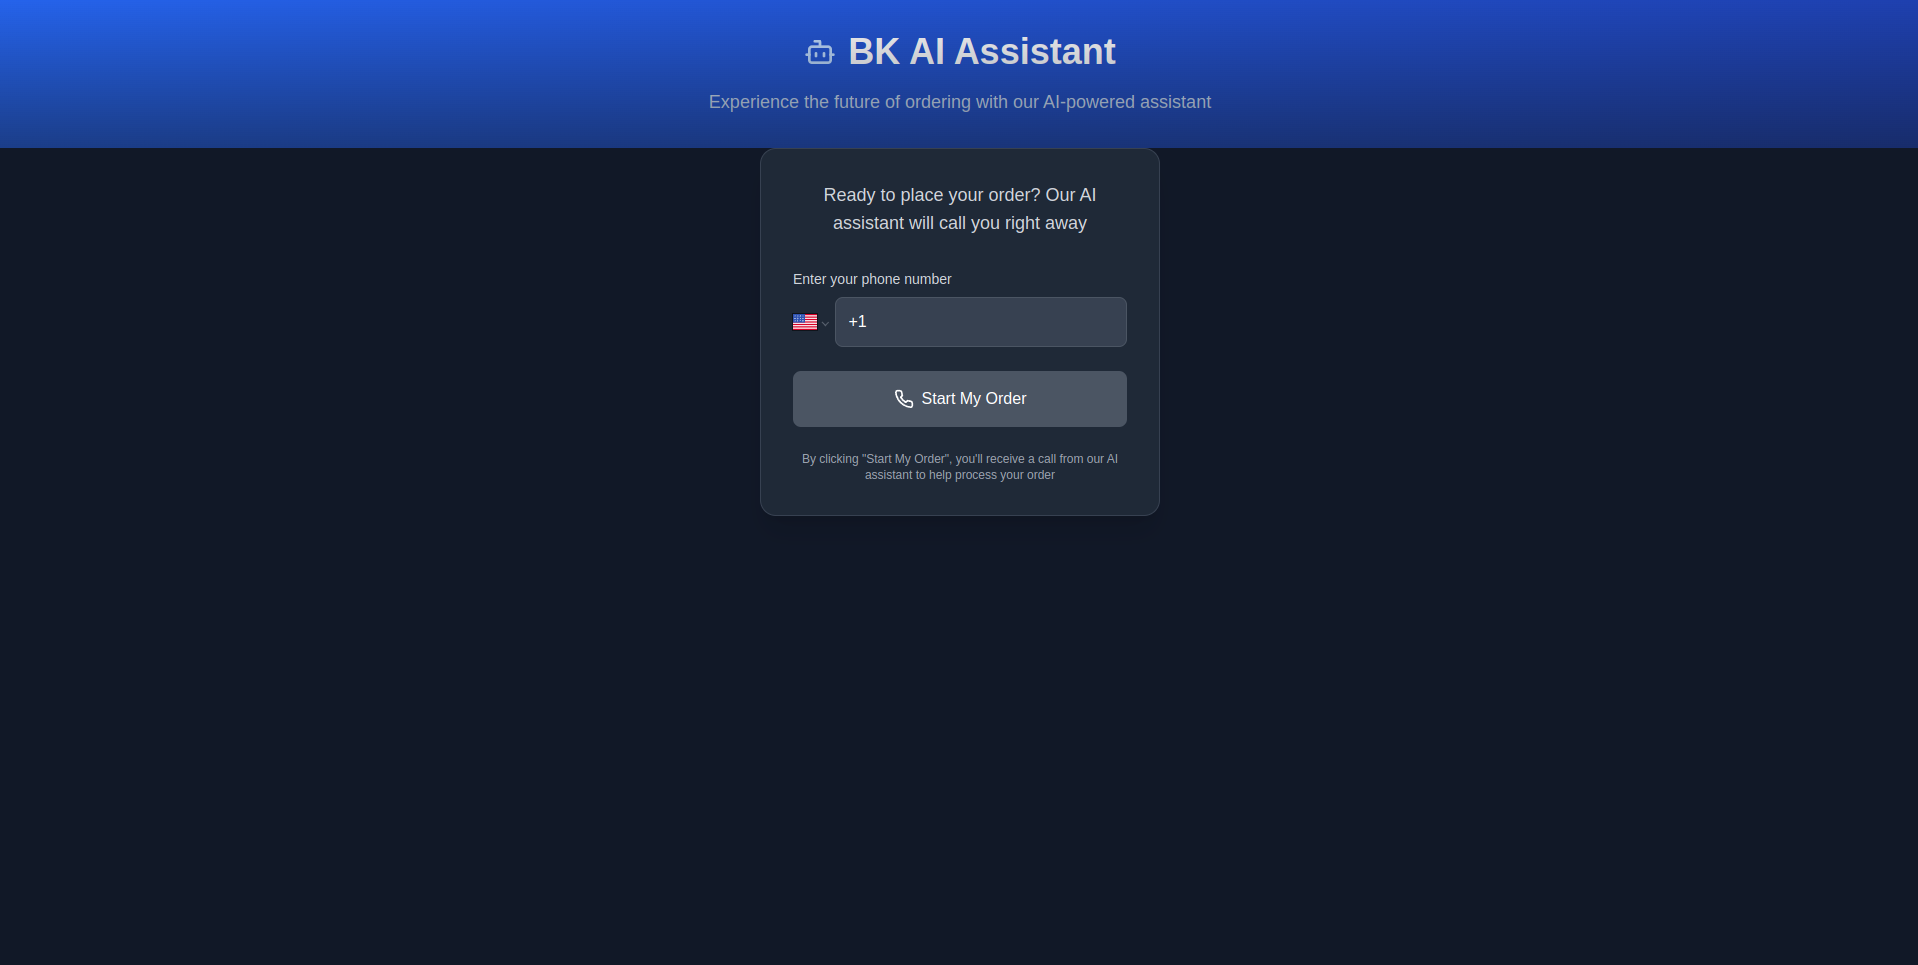 BK AI Assistant
Experience the future of ordering with our AI-powered assistant
Ready to place your order? Our AI
assistant will call you right away
Enter your phone number
+1
Start My Order
By clicking "Start My Order", you'll receive a call from our AI
assistant to help process your order